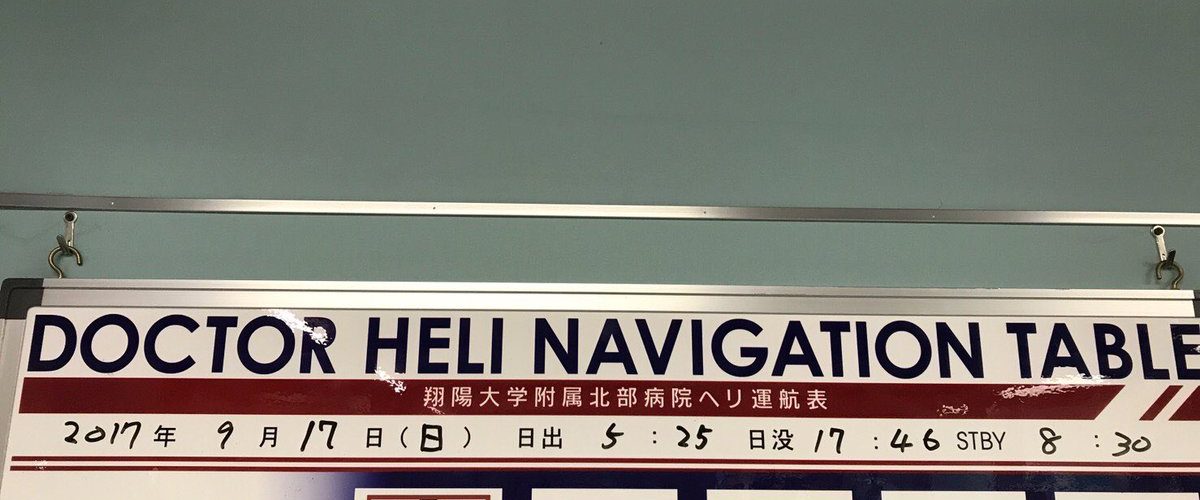 DOCTOR HELI NAVIGATION TABLE
翔陽大学附属北部病院ヘリ運航表
2017年 9月17日(日) 日出 5:25 日没 17:46 STBY 8:30